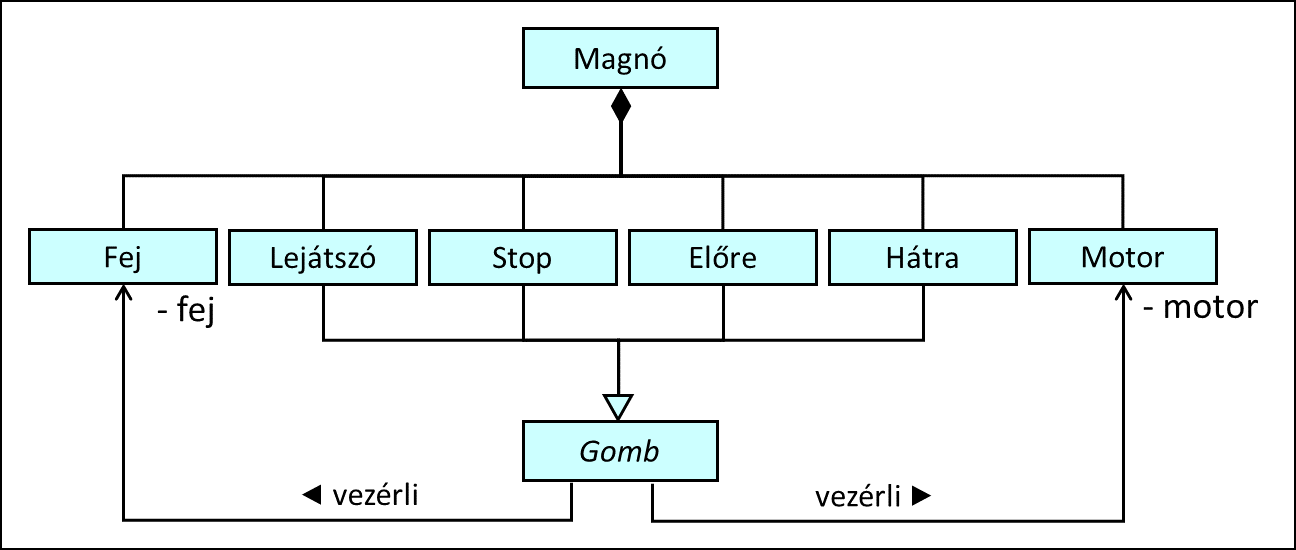 Magnó
Fej
Lejátszó
Stop
Előre
Hátra
Motor
- fej
- motor
Gomb
◄ vezérli
vezérli ►